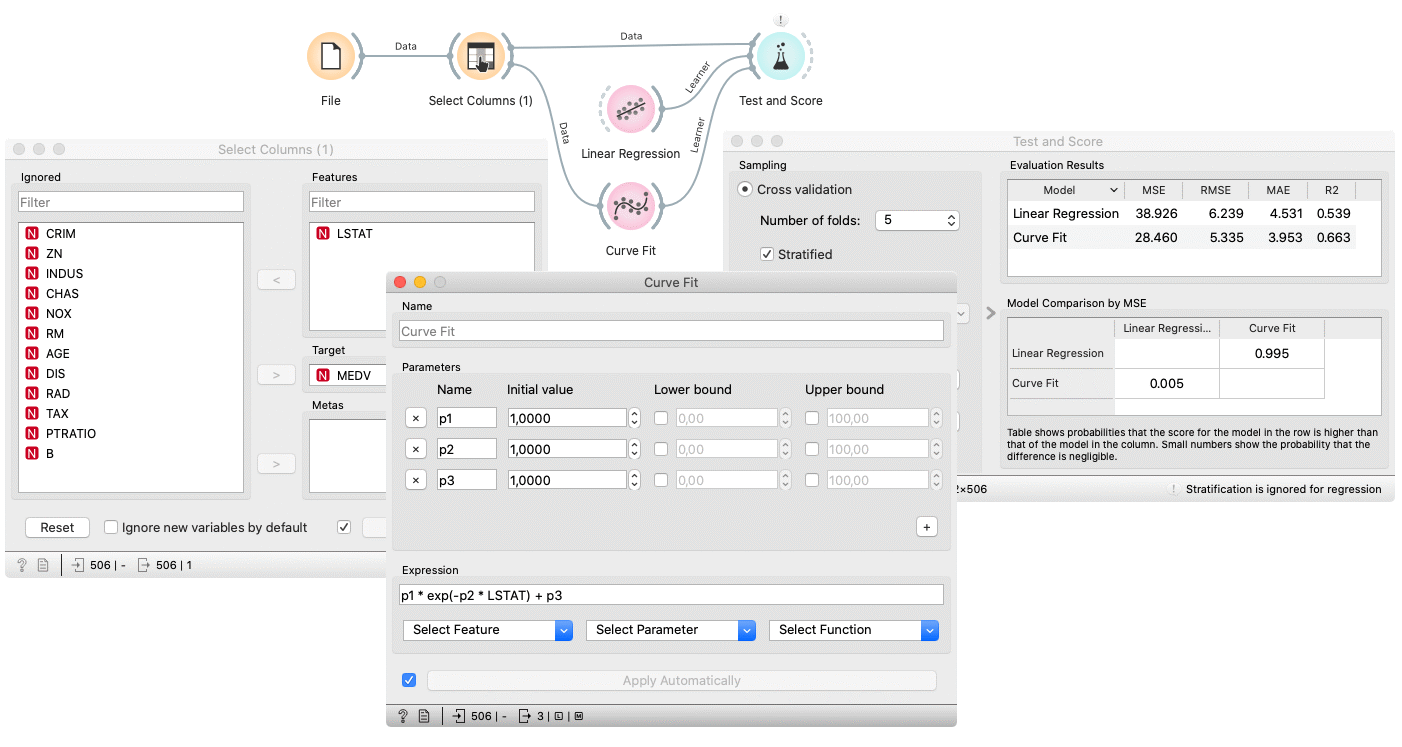 !
Data
Data
File
Select Columns (1)
Test and Score
Learner
Data
Learner
Linear Regression
Curve Fit
Select Columns (1)
Ignored
Filter
CRIM
ZN
INDUS
CHAS
NOX
RM
AGE
DIS
RAD
TAX
PTRATIO
B
<
>
>
Features
Filter
LSTAT
Target
MEDV
Metas
Reset
Ignore new variables by default
? 506 | - 506 | 1
Test and Score
Sampling
Cross validation
Number of folds: 5
Stratified
Evaluation Results
Model MSE RMSE MAE R2
Linear Regression 38.926 6.239 4.531 0.539
Curve Fit 28.460 5.335 3.953 0.663
Model Comparison by MSE
Linear Regressi... Curve Fit
Linear Regression 0.995
Curve Fit 0.005
Table shows probabilities that the score for the model in the row is higher than
that of the model in the column. Small numbers show the probability that the
difference is negligible.
2×506 ! Stratification is ignored for regression
Curve Fit
Name
Curve Fit
Parameters
Name Initial value Lower bound Upper bound
× p1 1,0000 0,00 100,00
× p2 1,0000 0,00 100,00
× p3 1,0000 0,00 100,00
+
Expression
p1 * exp(-p2 * LSTAT) + p3
Select Feature Select Parameter Select Function
Apply Automatically
? 506 | - 3 | L | M